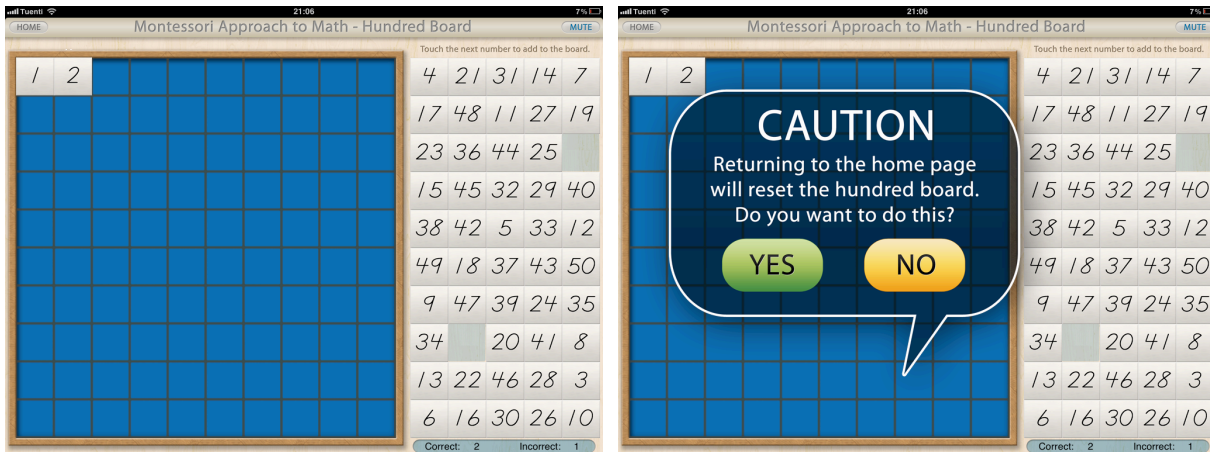 Tuenti 21:06 7%
HOME Montessori Approach to Math - Hundred Board MUTE
Touch the next number to add to the board.
1 2
4 21 31 14 7
17 48 11 27 19
23 36 44 25
15 45 32 29 40
38 42 5 33 12
49 18 37 43 50
9 47 39 24 35
34 20 41 8
13 22 46 28 3
6 16 30 26 10
Correct: 2 Incorrect: 1
Tuenti 21:06 7%
HOME Montessori Approach to Math - Hundred Board MUTE
Touch the next number to add to the board.
1 2
CAUTION
Returning to the home page
will reset the hundred board.
Do you want to do this?
YES NO
4 21 31 14 7
17 48 11 27 19
23 36 44 25
15 45 32 29 40
38 42 5 33 12
49 18 37 43 50
9 47 39 24 35
34 20 41 8
13 22 46 28 3
6 16 30 26 10
Correct: 2 Incorrect: 1